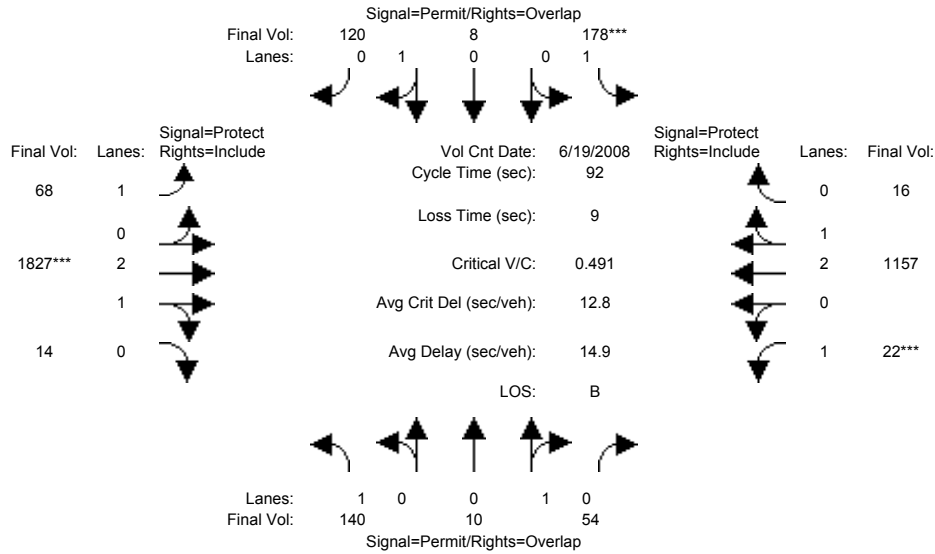 Signal=Permit/Rights=Overlap
Final Vol: 120 8 178***
Lanes: 0 1 0 0 1
Signal=Protect
Final Vol: Lanes: Rights=Include
Vol Cnt Date: 6/19/2008
Signal=Protect
Rights=Include Lanes: Final Vol:
Cycle Time (sec): 92
68 1
0 16
Loss Time (sec): 9
0
1
1827*** 2
Critical V/C: 0.491
2 1157
1
Avg Crit Del (sec/veh): 12.8
0
14 0
Avg Delay (sec/veh): 14.9
1 22***
LOS: B
Lanes: 1 0 0 1 0
Final Vol: 140 10 54
Signal=Permit/Rights=Overlap